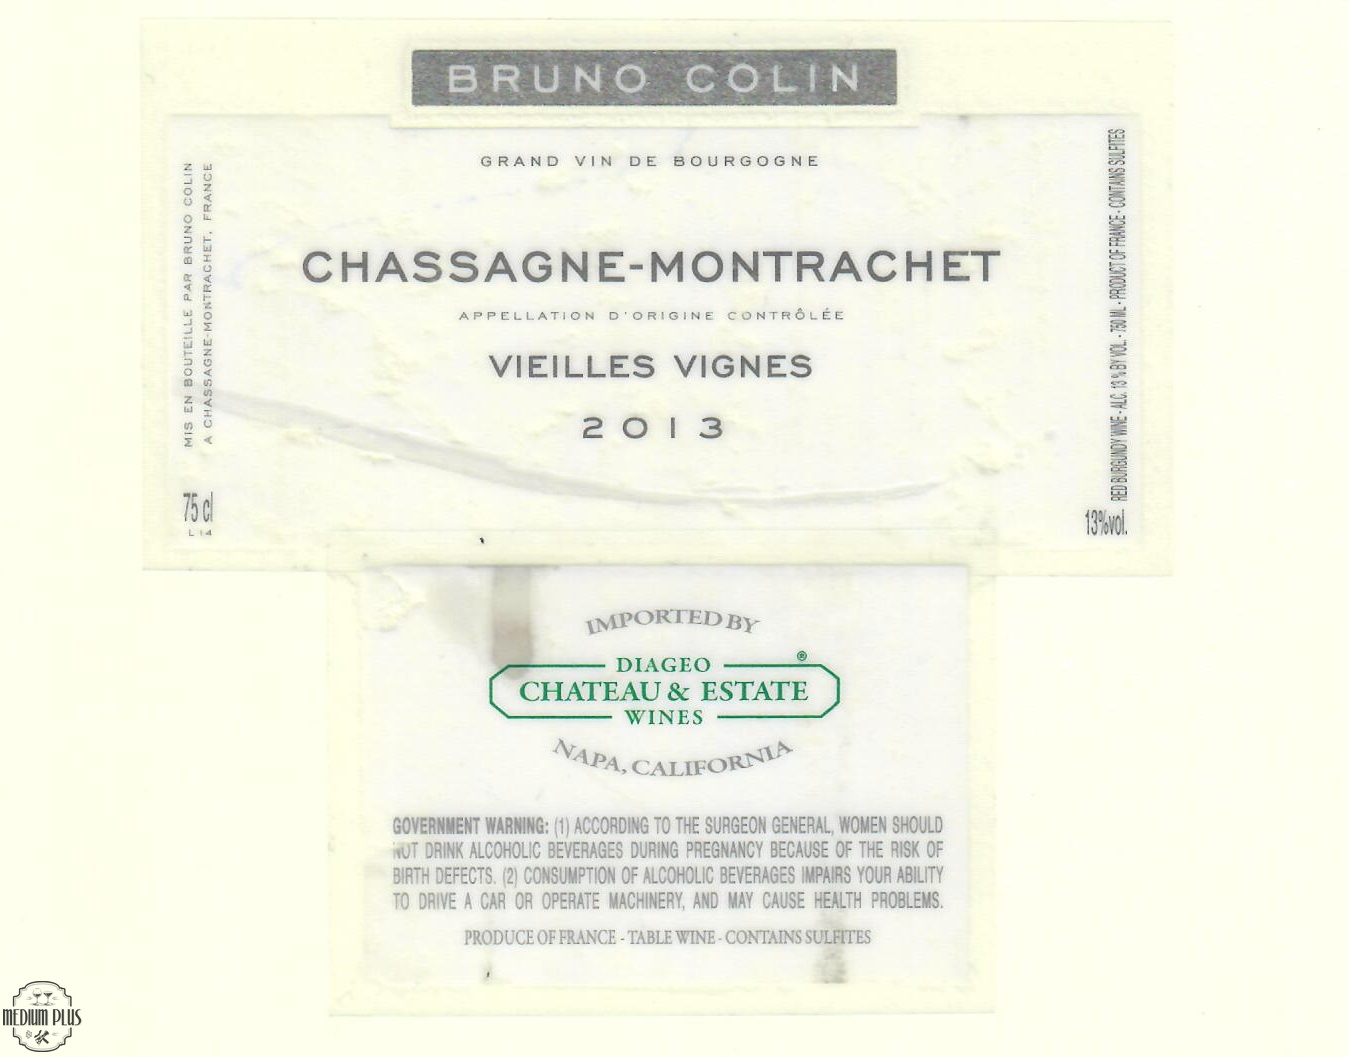 BRUNO COLIN
GRAND VIN DE BOURGOGNE
CHASSAGNE-MONTRACHET
APPELLATION D'ORIGINE CONTRÔLÉE
VIEILLES VIGNES
2013
MIS EN BOUTEILLE PAR BRUNO COLIN
A CHASSAGNE-MONTRACHET, FRANCE
75 cl
L 14
RED BURGUNDY WINE - ALC. 13 % BY VOL. - 750 ML - PRODUCT OF FRANCE - CONTAINS SULFITES
13%vol.
IMPORTED BY
DIAGEO
CHATEAU & ESTATE ®
WINES
NAPA, CALIFORNIA
GOVERNMENT WARNING: (1) ACCORDING TO THE SURGEON GENERAL, WOMEN SHOULD
NOT DRINK ALCOHOLIC BEVERAGES DURING PREGNANCY BECAUSE OF THE RISK OF
BIRTH DEFECTS. (2) CONSUMPTION OF ALCOHOLIC BEVERAGES IMPAIRS YOUR ABILITY
TO DRIVE A CAR OR OPERATE MACHINERY, AND MAY CAUSE HEALTH PROBLEMS.
PRODUCE OF FRANCE - TABLE WINE - CONTAINS SULFITES
MEDIUM PLUS